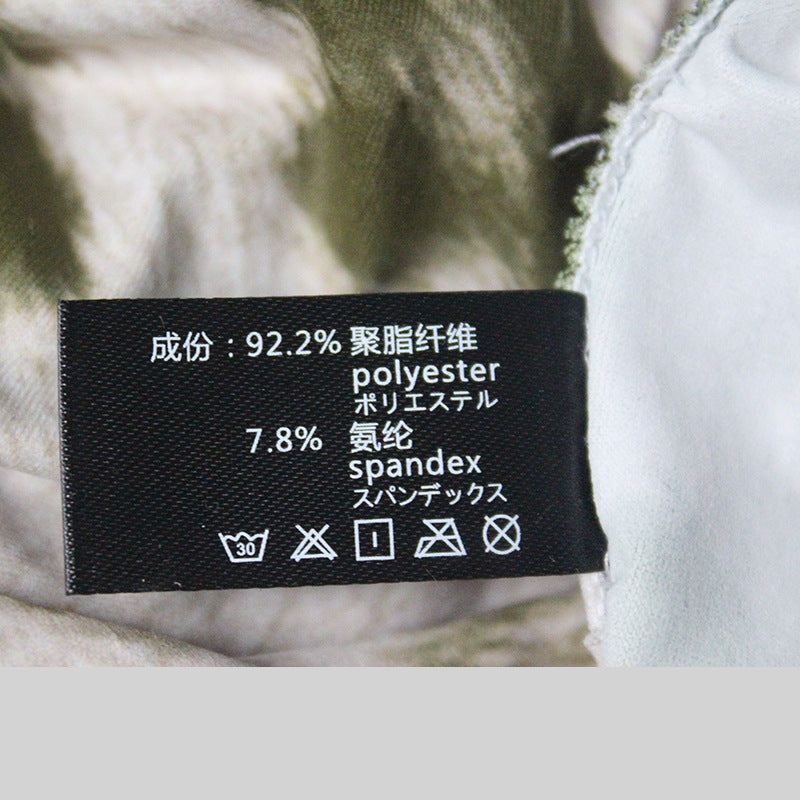 成份：92.2% 聚脂纤维
polyester
ポリエステル
7.8% 氨纶
spandex
スパンデックス
30